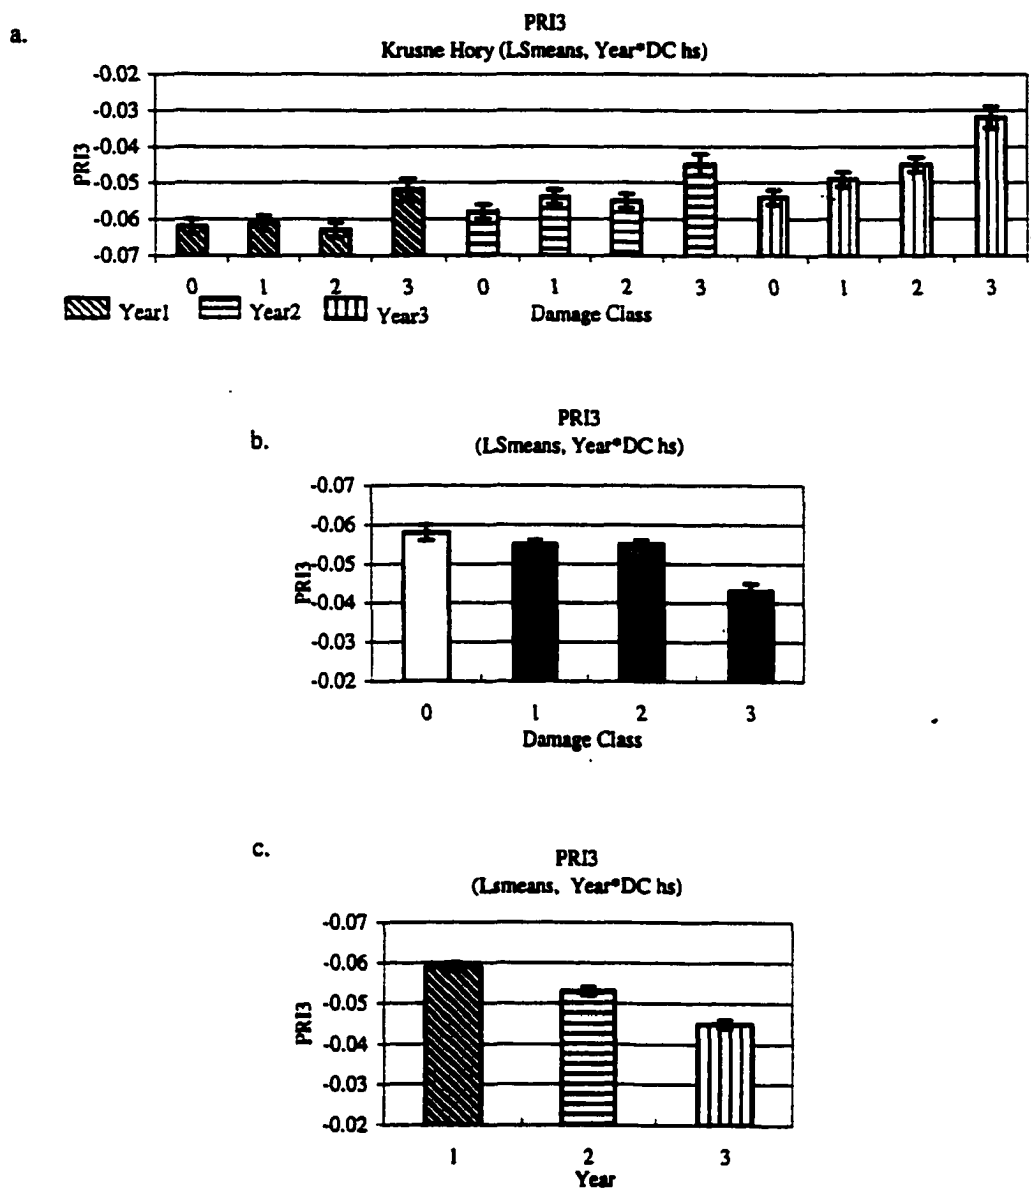 a.
PRI3
Krusne Hory (LSmeans, Year*DC hs)
-0.02
-0.03
-0.04
-0.05
-0.06
-0.07
PRI3
0 1 2 3 0 1 2 3 0 1 2 3
Year1 Year2 Year3
Damage Class
b.
PRI3
(LSmeans, Year*DC hs)
-0.07
-0.06
-0.05
-0.04
-0.03
-0.02
PRI3
0 1 2 3
Damage Class
c.
PRI3
(Lsmeans, Year*DC hs)
-0.07
-0.06
-0.05
-0.04
-0.03
-0.02
PRI3
1 2 3
Year